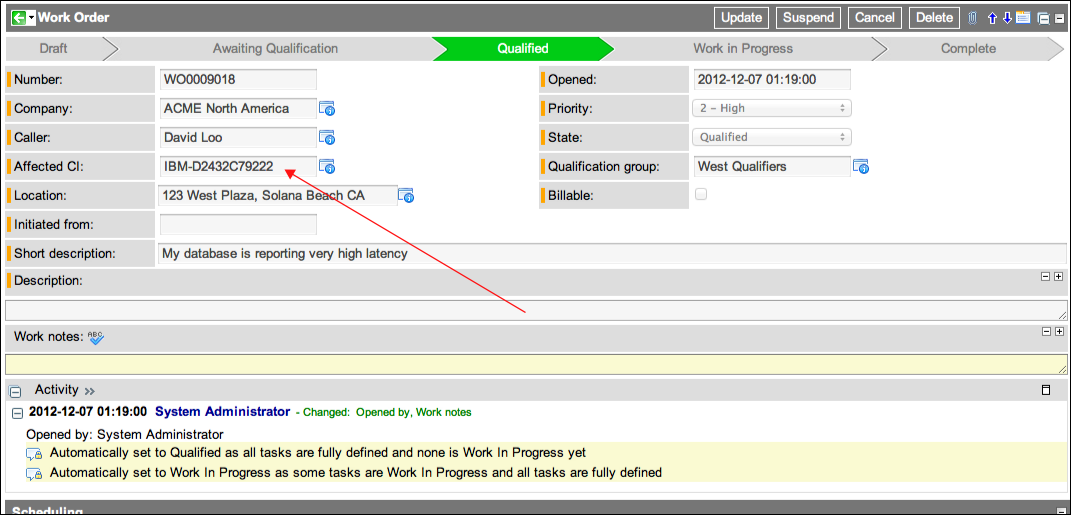 Work Order Update Suspend Cancel Delete
Draft Awaiting Qualification Qualified Work in Progress Complete
Number: WO0009018 Opened: 2012-12-07 01:19:00
Company: ACME North America Priority: 2 – High
Caller: David Loo State: Qualified
Affected CI: IBM-D2432C79222 Qualification group: West Qualifiers
Location: 123 West Plaza, Solana Beach CA Billable:
Initiated from:
Short description: My database is reporting very high latency
Description:
Work notes: ABC
Activity
2012-12-07 01:19:00 System Administrator - Changed: Opened by, Work notes
Opened by: System Administrator
Automatically set to Qualified as all tasks are fully defined and none is Work In Progress yet
Automatically set to Work In Progress as some tasks are Work In Progress and all tasks are fully defined
Scheduling